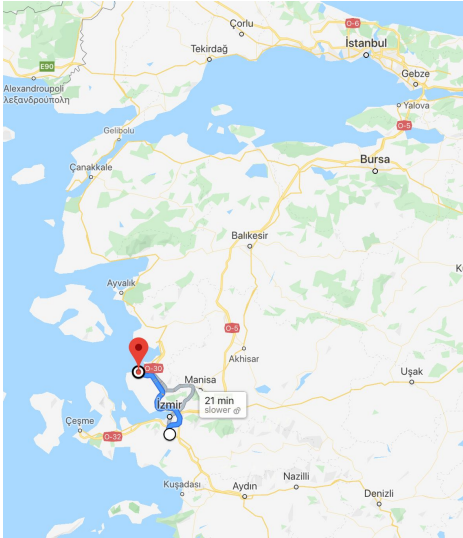 Çorlu
O-6
İstanbul
Tekirdağ
E90
Gebze
Alexandroupoli
Αλεξανδρούπολη
Yalova
O-5
Gelibolu
Bursa
Çanakkale
Balıkesir
Ayvalık
O-5
Akhisar
O-30
Uşak
Manisa
21 min
slower
İzmir
Çeşme
O-32
Kuşadası
Aydın
Nazilli
Denizli